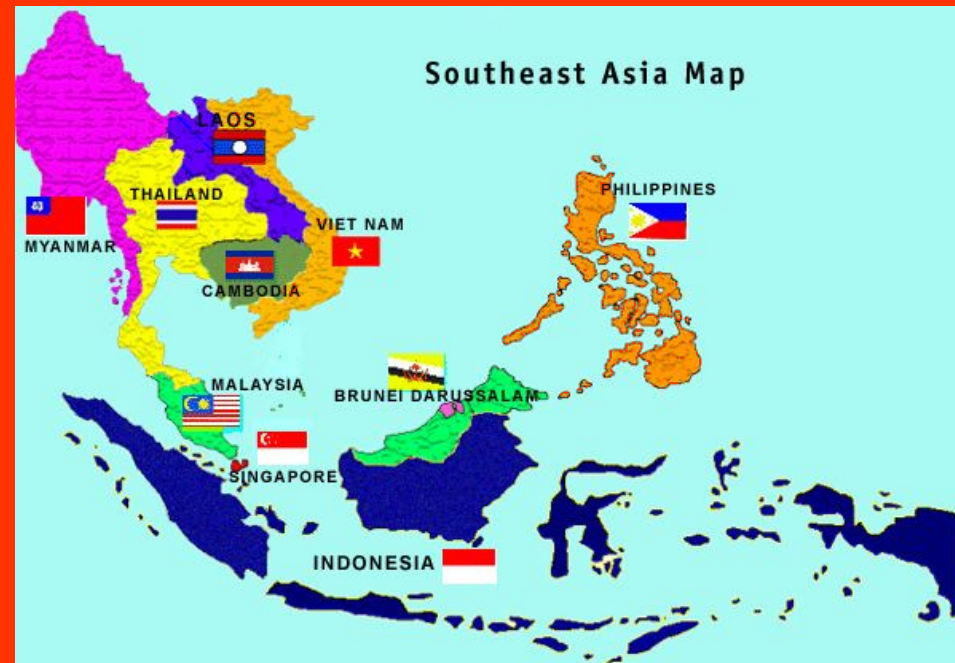 Southeast Asia Map
LAOS
THAILAND
PHILIPPINES
VIET NAM
MYANMAR
CAMBODIA
MALAYSIA
BRUNEI DARUSSALAM
SINGAPORE
INDONESIA